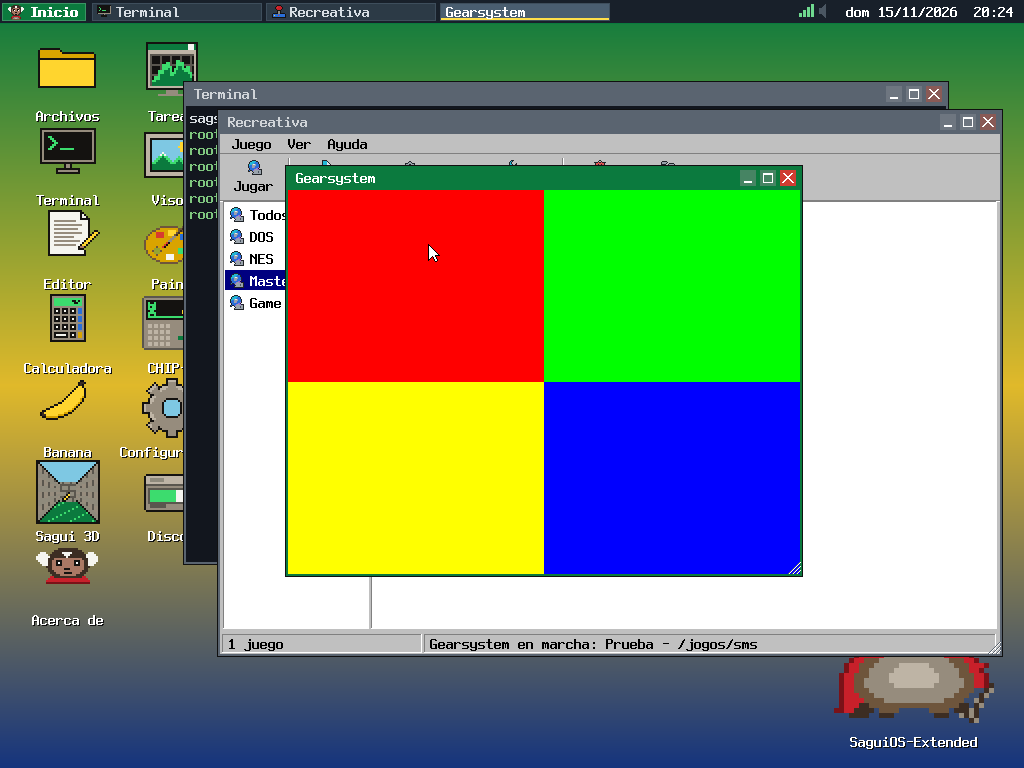 Inicio
Terminal
Recreativa
Gearsystem
dom 15/11/2026 20:24
Archivos
Terminal
Editor
Calculadora
Banana
Sagui 3D
Acerca de
Terminal
Recreativa
Juego Ver Ayuda
Jugar
Todos
DOS
NES
Game
Gearsystem
1 juego
Gearsystem en marcha: Prueba - /jogos/sms
SaguiOS-Extended